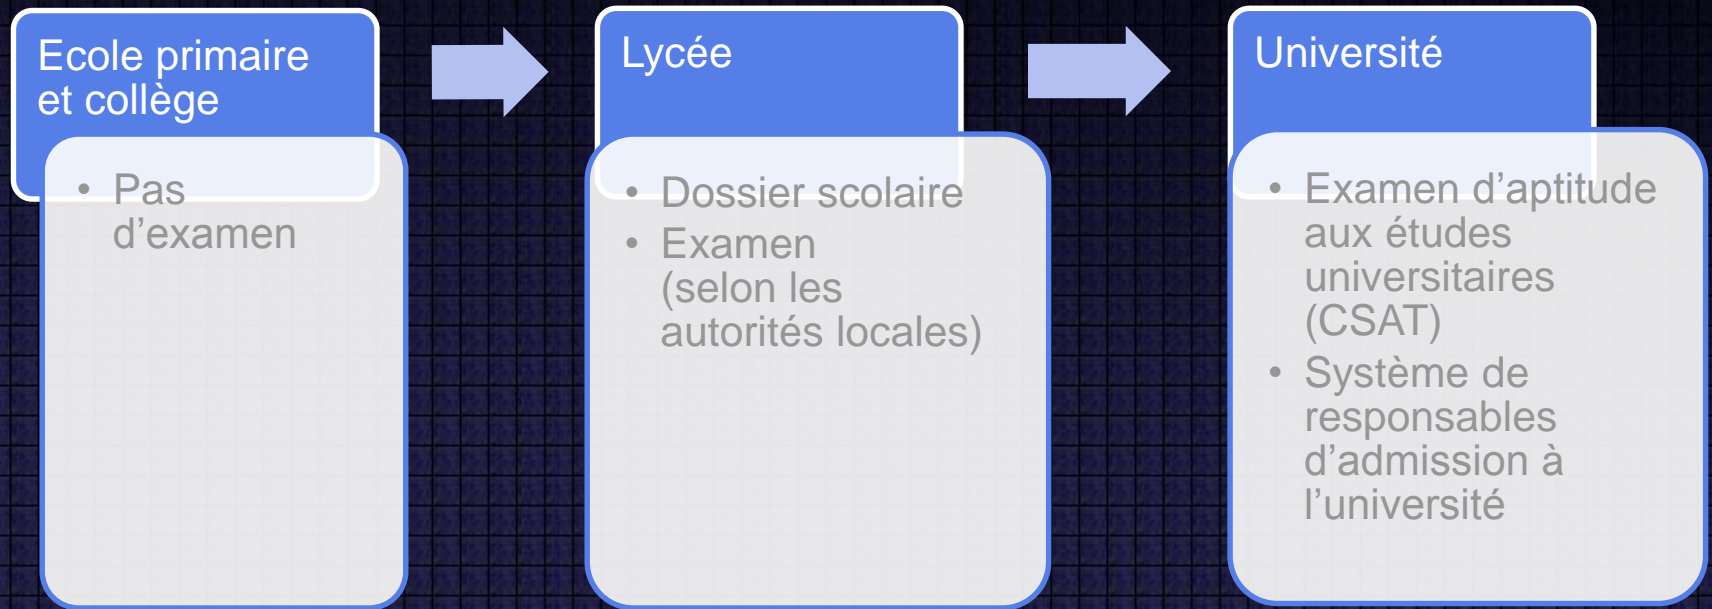 Ecole primaire
et collège
• Pas
d’examen
Lycée
• Dossier scolaire
• Examen
(selon les
autorités locales)
Université
• Examen d’aptitude
aux études
universitaires
(CSAT)
• Système de
responsables
d’admission à
l’université